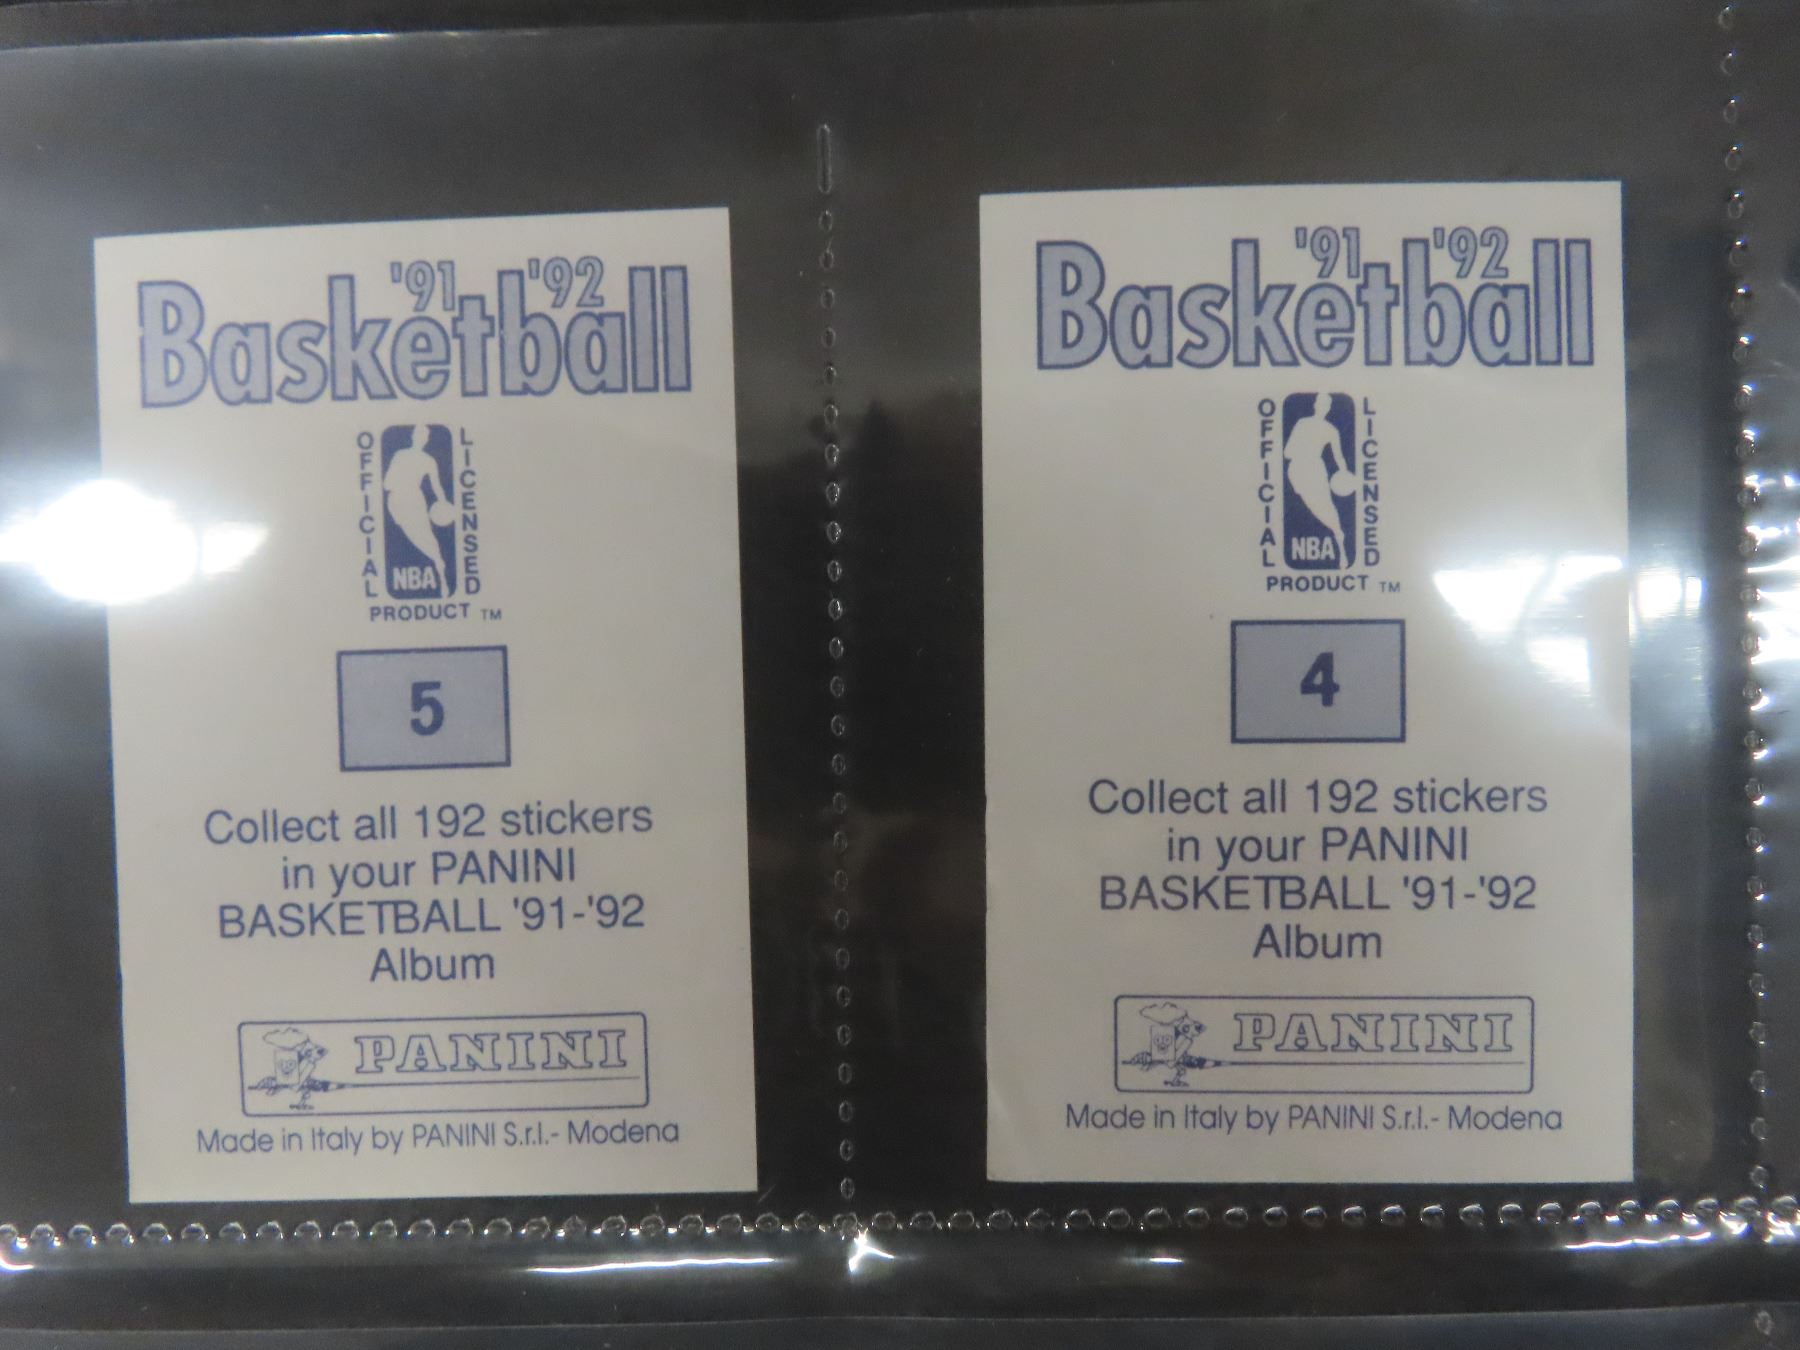 '91 '92
Basketball
OFFICIAL
LICENSED
NBA
PRODUCT TM
5
Collect all 192 stickers
in your PANINI
BASKETBALL '91-'92
Album
PANINI
Made in Italy by PANINI S.r.l.- Modena
'91 '92
Basketball
OFFICIAL
LICENSED
NBA
PRODUCT TM
4
Collect all 192 stickers
in your PANINI
BASKETBALL '91-'92
Album
PANINI
Made in Italy by PANINI S.r.l.- Modena